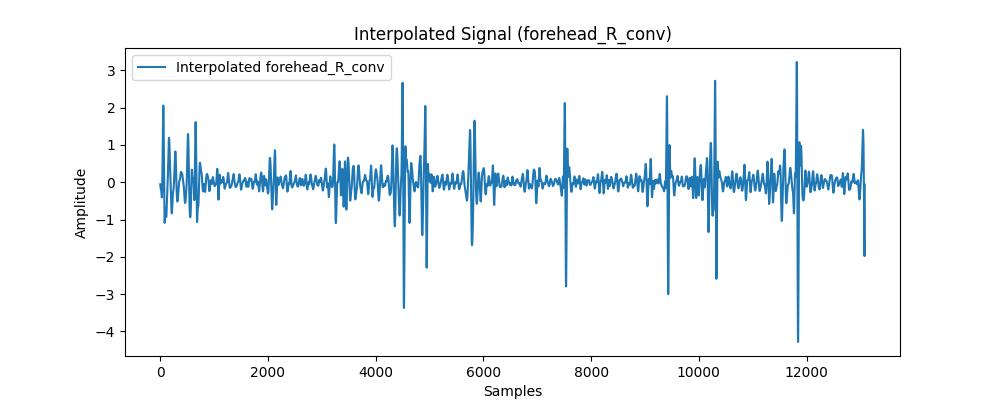 Interpolated Signal (forehead_R_conv)
Interpolated forehead_R_conv
3
2
1
0
−1
−2
−3
−4
Amplitude
0 2000 4000 6000 8000 10000 12000
Samples